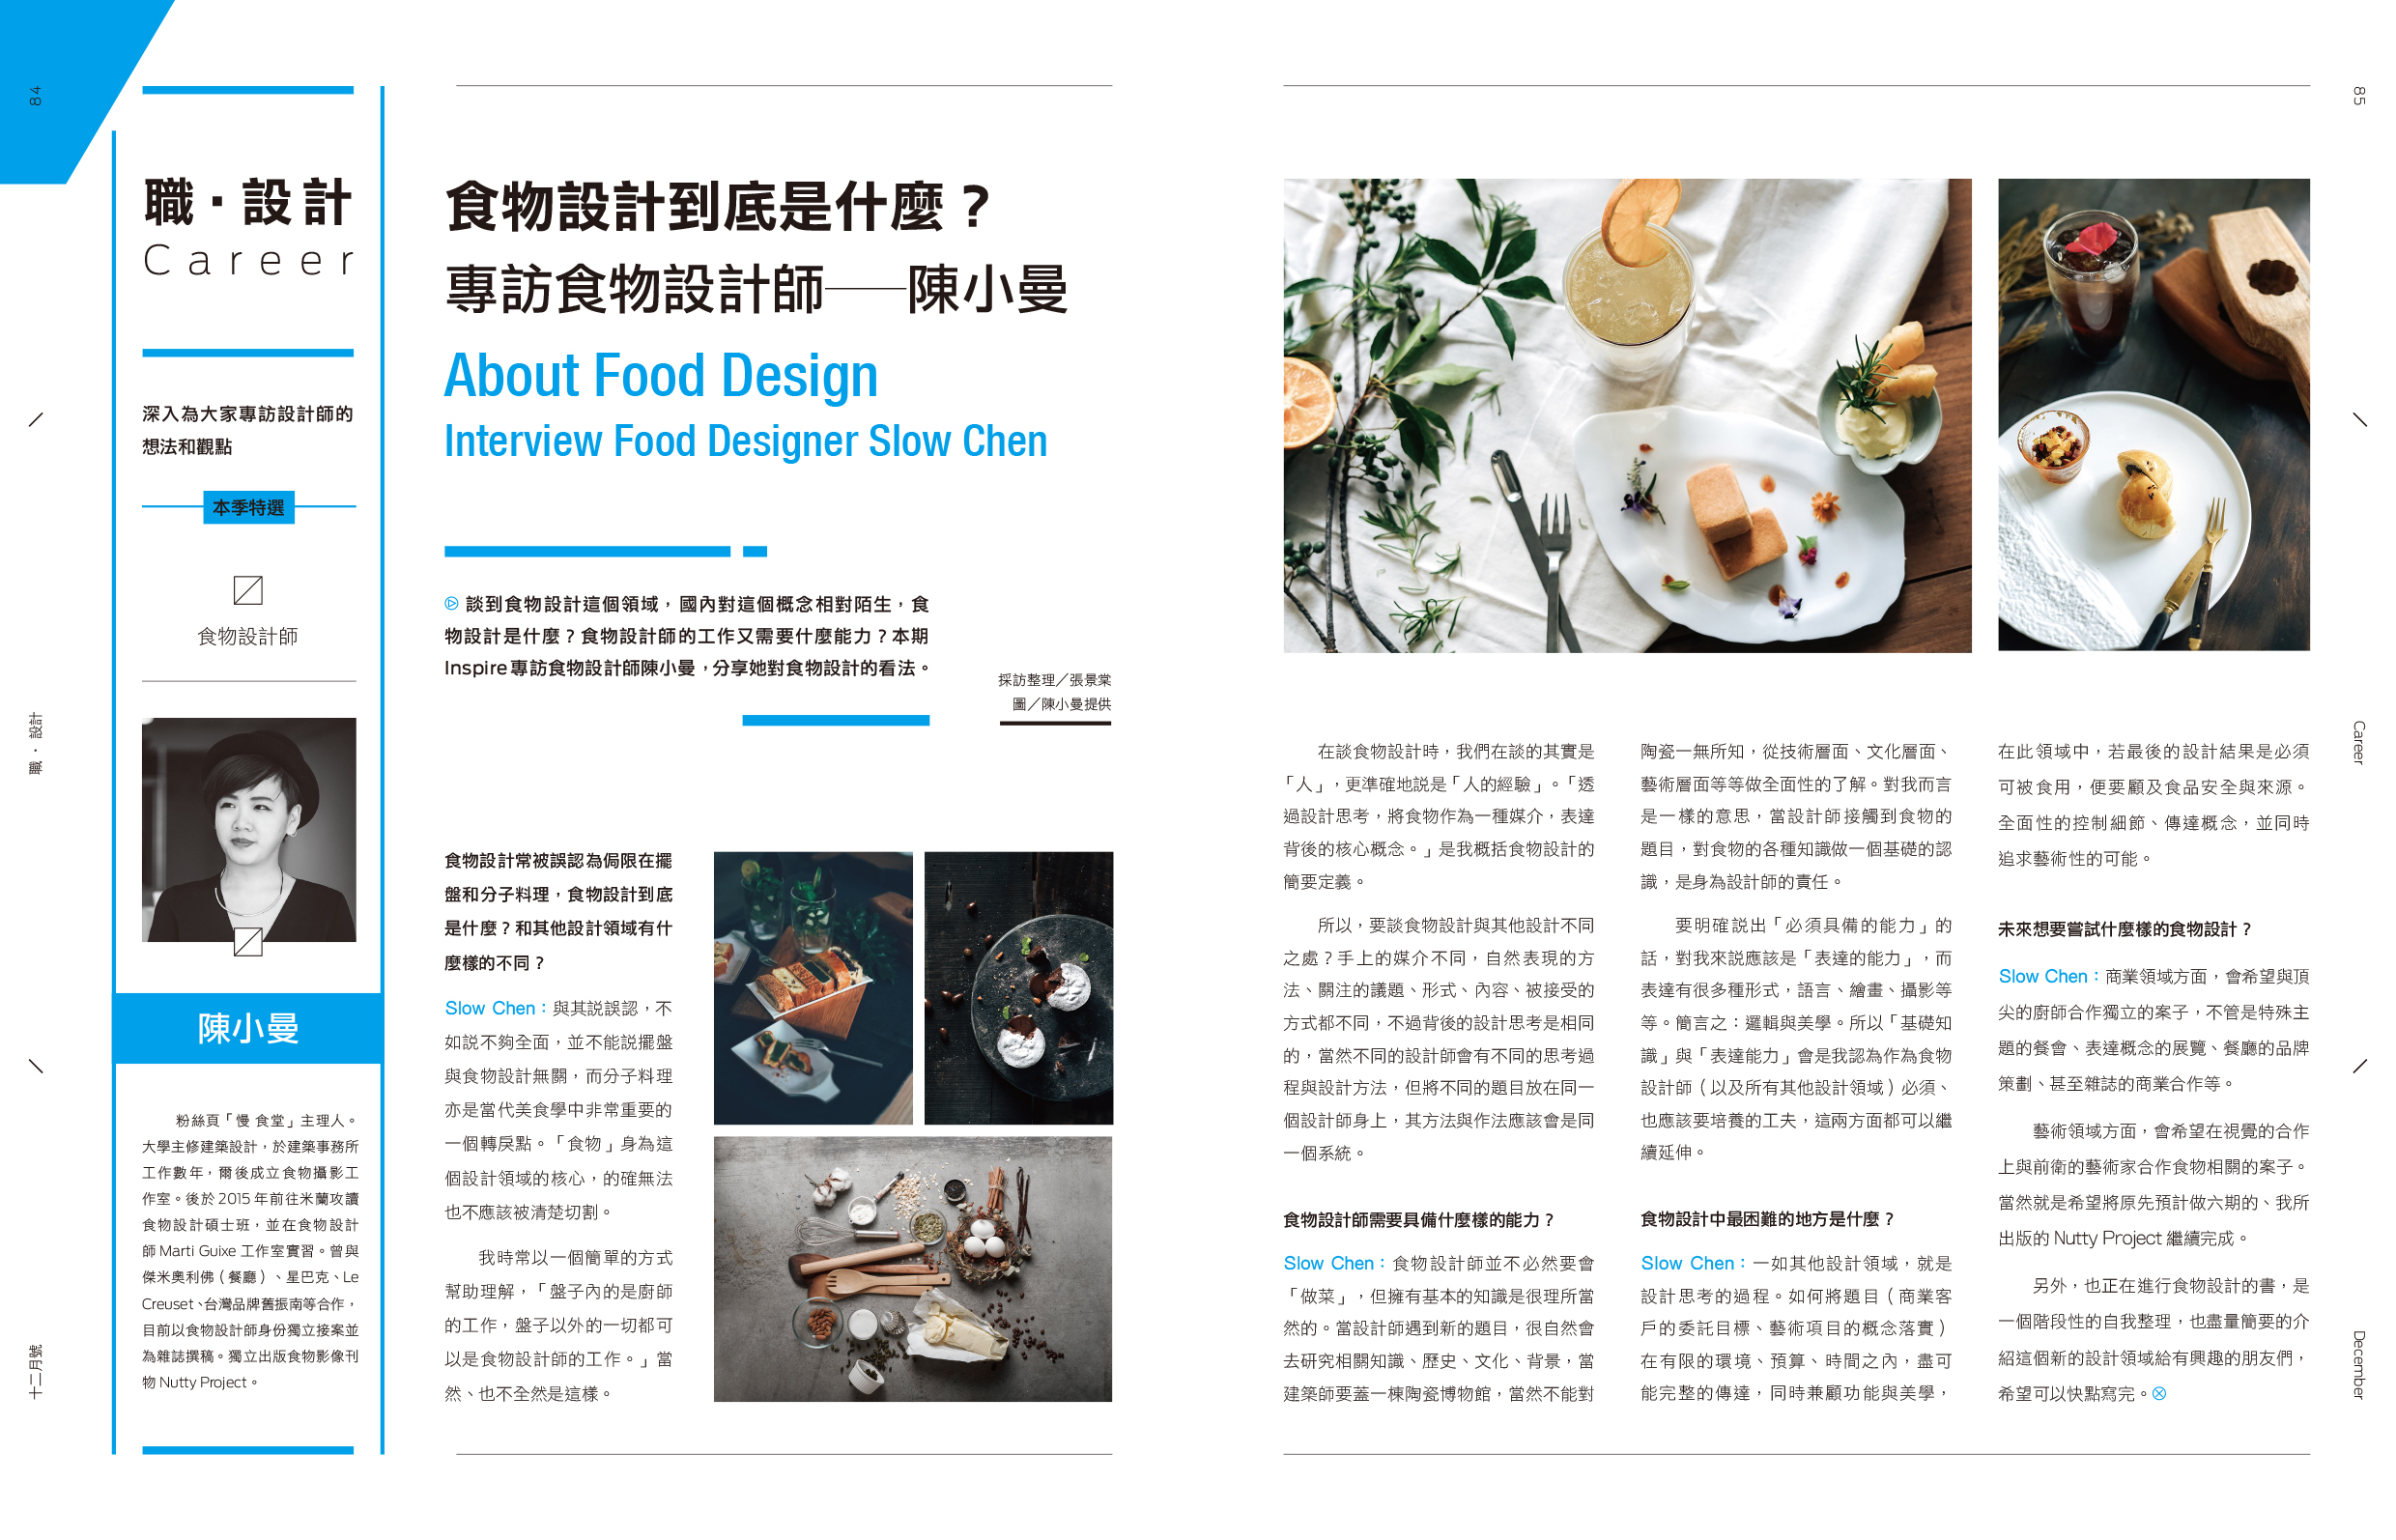 84
職·設計
Career
深入為大家專訪設計師的
想法和觀點
本季特選
食物設計師
陳小曼
粉絲頁「慢 食堂」主理人。
大學主修建築設計，於建築事務所
工作數年，爾後成立食物攝影工
作室。後於 2015 年前往米蘭攻讀
食物設計碩士班，並在食物設計
師 Marti Guixe 工作室實習。曾與
傑米奧利佛（餐廳）、星巴克、Le
Creuset、台灣品牌舊振南等合作，
目前以食物設計師身份獨立接案並
為雜誌撰稿。獨立出版食物影像刊
物 Nutty Project。
職·設計
十二月號
食物設計到底是什麼？
專訪食物設計師——陳小曼
About Food Design
Interview Food Designer Slow Chen
談到食物設計這個領域，國內對這個概念相對陌生，食
物設計是什麼？食物設計師的工作又需要什麼能力？本期
Inspire 專訪食物設計師陳小曼，分享她對食物設計的看法。
採訪整理／張景棠
圖／陳小曼提供
食物設計常被誤認為侷限在擺
盤和分子料理，食物設計到底
是什麼？和其他設計領域有什
麼樣的不同？
Slow Chen：與其說誤認，不
如說不夠全面，並不能說擺盤
與食物設計無關，而分子料理
亦是當代美食學中非常重要的
一個轉戾點。「食物」身為這
個設計領域的核心，的確無法
也不應該被清楚切割。
我時常以一個簡單的方式
幫助理解，「盤子內的是廚師
的工作，盤子以外的一切都可
以是食物設計師的工作。」當
然、也不全然是這樣。
在談食物設計時，我們在談的其實是
「人」，更準確地說是「人的經驗」。「透
過設計思考，將食物作為一種媒介，表達
背後的核心概念。」是我概括食物設計的
簡要定義。
所以，要談食物設計與其他設計不同
之處？手上的媒介不同，自然表現的方
法、關注的議題、形式、內容、被接受的
方式都不同，不過背後的設計思考是相同
的，當然不同的設計師會有不同的思考過
程與設計方法，但將不同的題目放在同一
個設計師身上，其方法與作法應該會是同
一個系統。
食物設計師需要具備什麼樣的能力？
Slow Chen：食物設計師並不必然要會
「做菜」，但擁有基本的知識是很理所當
然的。當設計師遇到新的題目，很自然會
去研究相關知識、歷史、文化、背景，當
建築師要蓋一棟陶瓷博物館，當然不能對
陶瓷一無所知，從技術層面、文化層面、
藝術層面等等做全面性的了解。對我而言
是一樣的意思，當設計師接觸到食物的
題目，對食物的各種知識做一個基礎的認
識，是身為設計師的責任。
要明確說出「必須具備的能力」的
話，對我來說應該是「表達的能力」，而
表達有很多種形式，語言、繪畫、攝影等
等。簡言之：邏輯與美學。所以「基礎知
識」與「表達能力」會是我認為作為食物
設計師（以及所有其他設計領域）必須、
也應該要培養的工夫，這兩方面都可以繼
續延伸。
食物設計中最困難的地方是什麼？
Slow Chen：一如其他設計領域，就是
設計思考的過程。如何將題目（商業客
戶的委託目標、藝術項目的概念落實）
在有限的環境、預算、時間之內，盡可
能完整的傳達，同時兼顧功能與美學，
在此領域中，若最後的設計結果是必須
可被食用，便要顧及食品安全與來源。
全面性的控制細節、傳達概念，並同時
追求藝術性的可能。
未來想要嘗試什麼樣的食物設計？
Slow Chen：商業領域方面，會希望與頂
尖的廚師合作獨立的案子，不管是特殊主
題的餐會、表達概念的展覽、餐廳的品牌
策劃、甚至雜誌的商業合作等。
藝術領域方面，會希望在視覺的合作
上與前衛的藝術家合作食物相關的案子。
當然就是希望將原先預計做六期的、我所
出版的 Nutty Project 繼續完成。
另外，也正在進行食物設計的書，是
一個階段性的自我整理，也盡量簡要的介
紹這個新的設計領域給有興趣的朋友們，
希望可以快點寫完。
85
Career
December